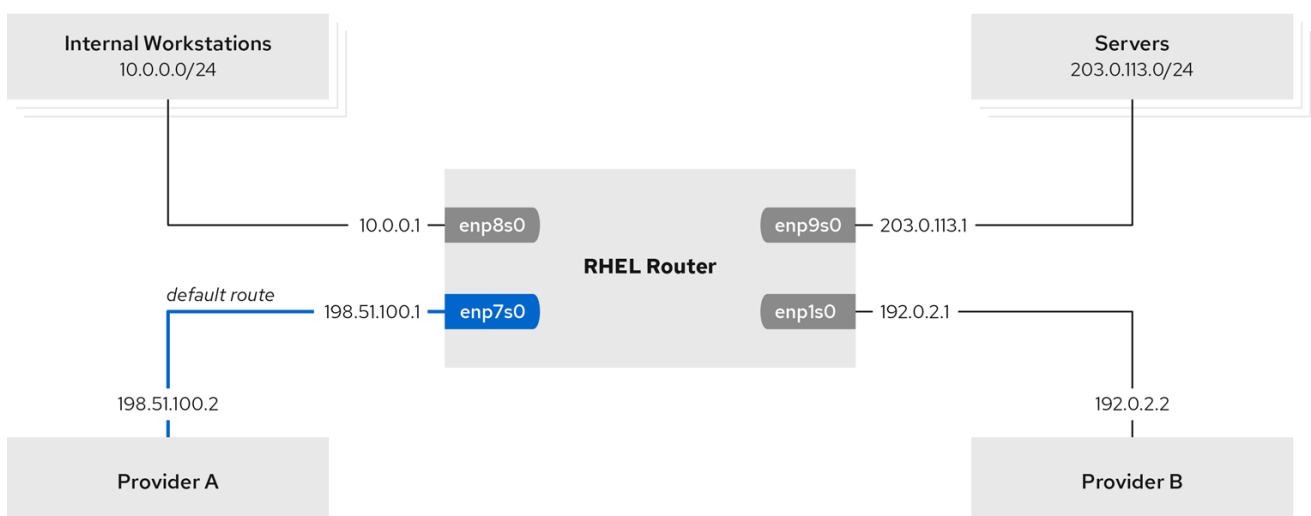 Internal Workstations
10.0.0.0/24
Servers
203.0.113.0/24
10.0.0.1
enp8s0
enp9s0
203.0.113.1
RHEL Router
default route
198.51.100.1
enp7s0
enp1s0
192.0.2.1
198.51.100.2
192.0.2.2
Provider A
Provider B